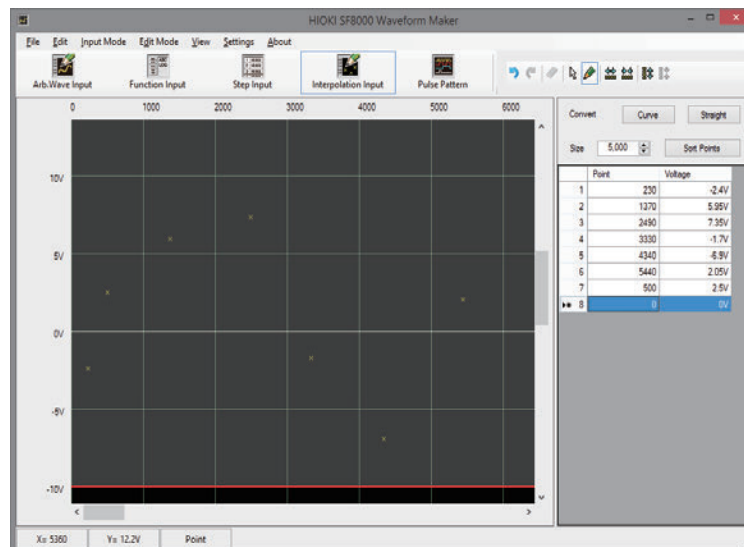 HIOKI SF8000 Waveform Maker
File Edit Input Mode Edit Mode View Settings About
Arb.Wave Input Function Input Step Input Interpolation Input Pulse Pattern
0 1000 2000 3000 4000 5000 6000
10V
5V
0V
-5V
-10V
Convert Curve Straight
Size 5,000 Sort Points
Point Voltage
1 230 -2.4V
2 1370 5.95V
3 2490 7.35V
4 3330 -1.7V
5 4340 -6.9V
6 5440 2.05V
7 500 2.5V
8 0 0V
X= 5360 Y= 12.2V Point